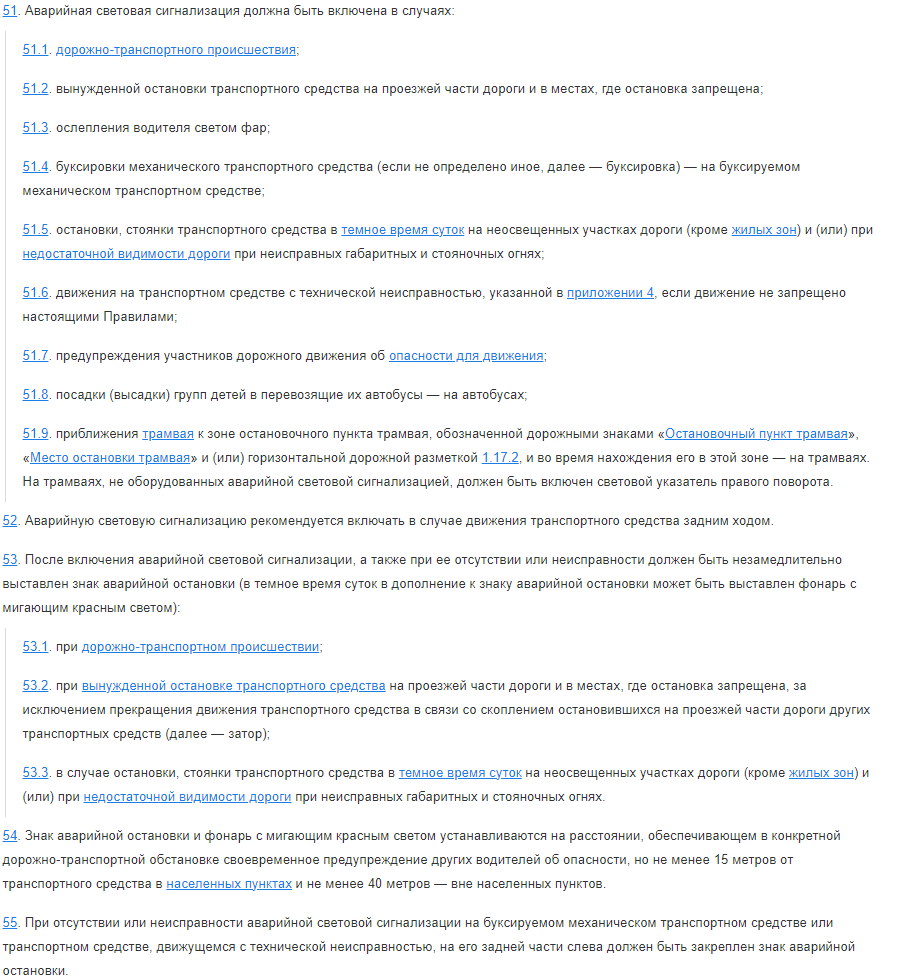 51. Аварийная световая сигнализация должна быть включена в случаях:
51.1. дорожно-транспортного происшествия;
51.2. вынужденной остановки транспортного средства на проезжей части дороги и в местах, где остановка запрещена;
51.3. ослепления водителя светом фар;
51.4. буксировки механического транспортного средства (если не определено иное, далее — буксировка) — на буксируемом
механическом транспортном средстве;
51.5. остановки, стоянки транспортного средства в темное время суток на неосвещенных участках дороги (кроме жилых зон) и (или) при
недостаточной видимости дороги при неисправных габаритных и стояночных огнях;
51.6. движения на транспортном средстве с технической неисправностью, указанной в приложении 4, если движение не запрещено
настоящими Правилами;
51.7. предупреждения участников дорожного движения об опасности для движения;
51.8. посадки (высадки) групп детей в перевозящие их автобусы — на автобусах;
51.9. приближения трамвая к зоне остановочного пункта трамвая, обозначенной дорожными знаками «Остановочный пункт трамвая»,
«Место остановки трамвая» и (или) горизонтальной дорожной разметкой 1.17.2, и во время нахождения его в этой зоне — на трамваях.
На трамваях, не оборудованных аварийной световой сигнализацией, должен быть включен световой указатель правого поворота.
52. Аварийную световую сигнализацию рекомендуется включать в случае движения транспортного средства задним ходом.
53. После включения аварийной световой сигнализации, а также при ее отсутствии или неисправности должен быть незамедлительно
выставлен знак аварийной остановки (в темное время суток в дополнение к знаку аварийной остановки может быть выставлен фонарь с
мигающим красным светом):
53.1. при дорожно-транспортном происшествии;
53.2. при вынужденной остановке транспортного средства на проезжей части дороги и в местах, где остановка запрещена, за
исключением прекращения движения транспортного средства в связи со скоплением остановившихся на проезжей части дороги других
транспортных средств (далее — затор);
53.3. в случае остановки, стоянки транспортного средства в темное время суток на неосвещенных участках дороги (кроме жилых зон) и
(или) при недостаточной видимости дороги при неисправных габаритных и стояночных огнях.
54. Знак аварийной остановки и фонарь с мигающим красным светом устанавливаются на расстоянии, обеспечивающем в конкретной
дорожно-транспортной обстановке своевременное предупреждение других водителей об опасности, но не менее 15 метров от
транспортного средства в населенных пунктах и не менее 40 метров — вне населенных пунктов.
55. При отсутствии или неисправности аварийной световой сигнализации на буксируемом механическом транспортном средстве или
транспортном средстве, движущемся с технической неисправностью, на его задней части слева должен быть закреплен знак аварийной
остановки.